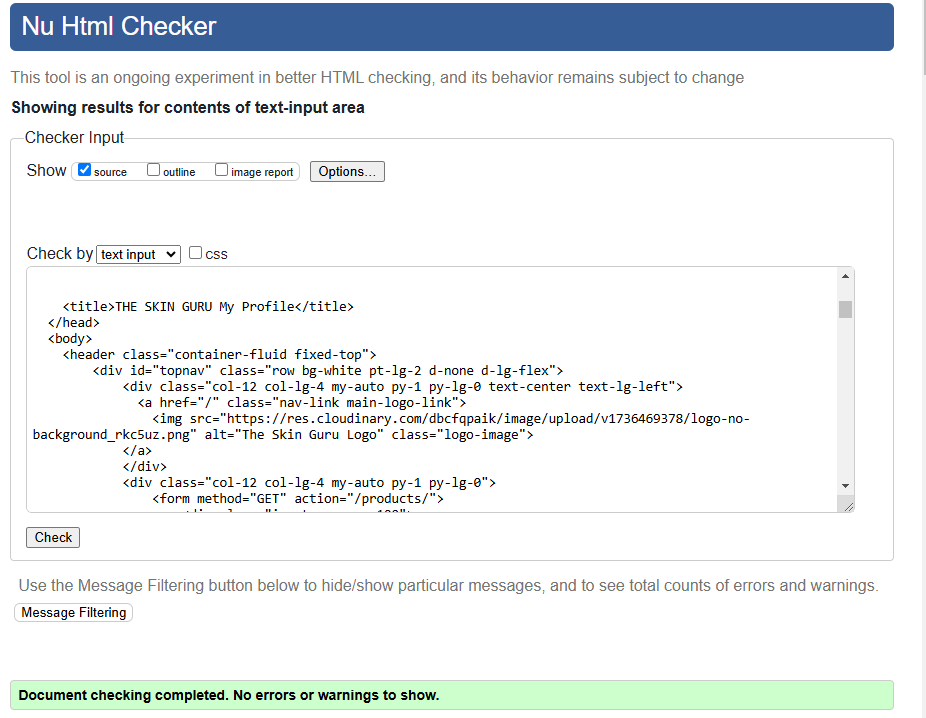 Nu Html Checker
This tool is an ongoing experiment in better HTML checking, and its behavior remains subject to change
Showing results for contents of text-input area
Checker Input
Show source outline image report Options...
Check by text input css
<title>THE SKIN GURU My Profile</title>
</head>
<body>
<header class="container-fluid fixed-top">
<div id="topnav" class="row bg-white pt-lg-2 d-none d-lg-flex">
<div class="col-12 col-lg-4 my-auto py-1 py-lg-0 text-center text-lg-left">
<a href="/" class="nav-link main-logo-link">
<img src="https://res.cloudinary.com/dbcfqpaik/image/upload/v1736469378/logo-no-
background_rkc5uz.png" alt="The Skin Guru Logo" class="logo-image">
</a>
</div>
<div class="col-12 col-lg-4 my-auto py-1 py-lg-0">
<form method="GET" action="/products/">
Check
Use the Message Filtering button below to hide/show particular messages, and to see total counts of errors and warnings.
Message Filtering
Document checking completed. No errors or warnings to show.